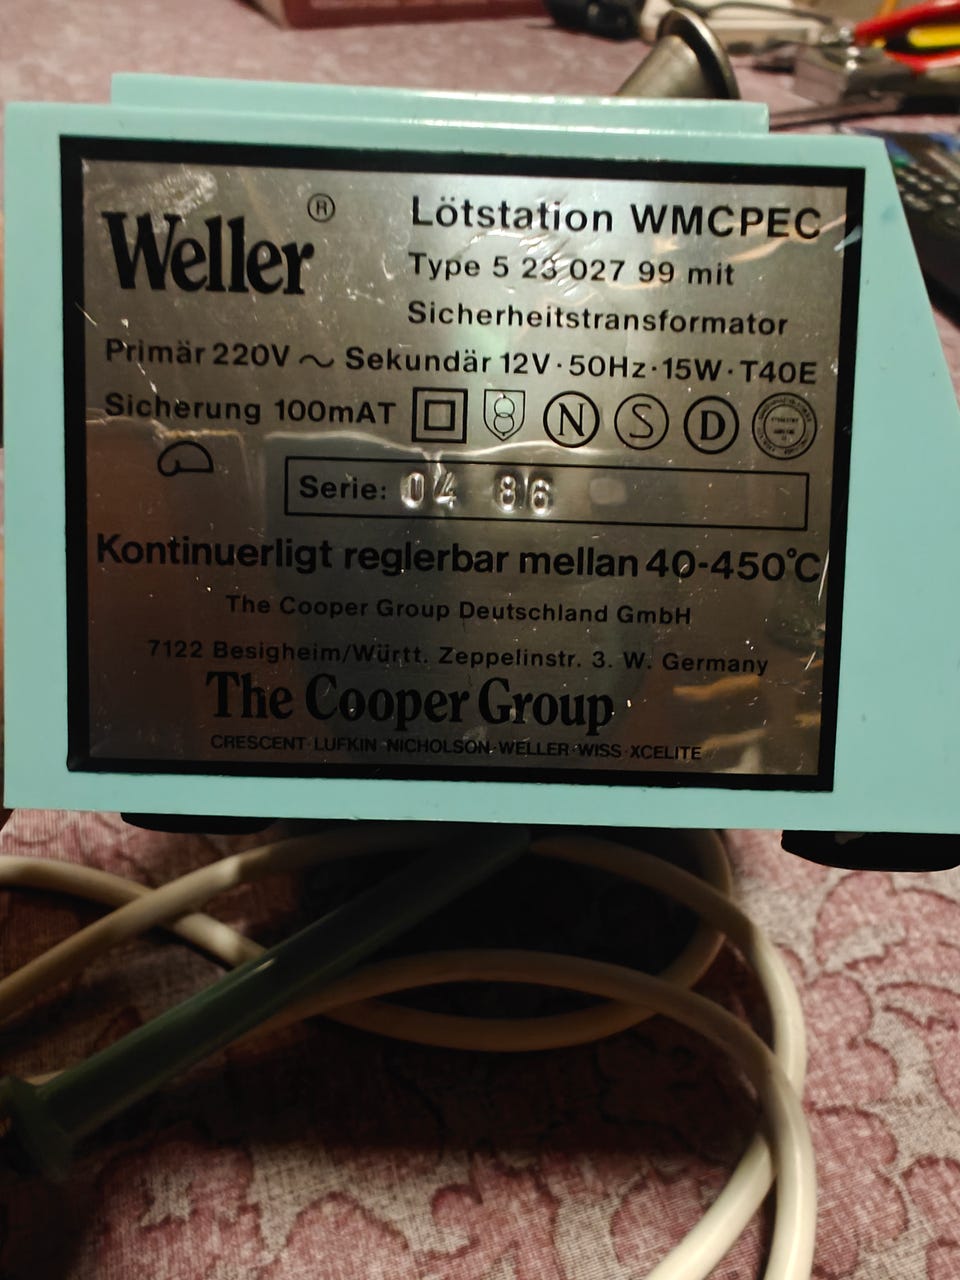 Weller ®
Lötstation WMCPEC
Type 5 23 027 99 mit
Sicherheitstransformator
Primär 220V ~ Sekundär 12V · 50Hz · 15W · T40E
Sicherung 100mAT N S D
Serie: 04 86
Kontinuerligt reglerbar mellan 40-450°C
The Cooper Group Deutschland GmbH
7122 Besigheim/Württ. Zeppelinstr. 3. W. Germany
The Cooper Group
CRESCENT · LUFKIN · NICHOLSON · WELLER · WISS · XCELITE